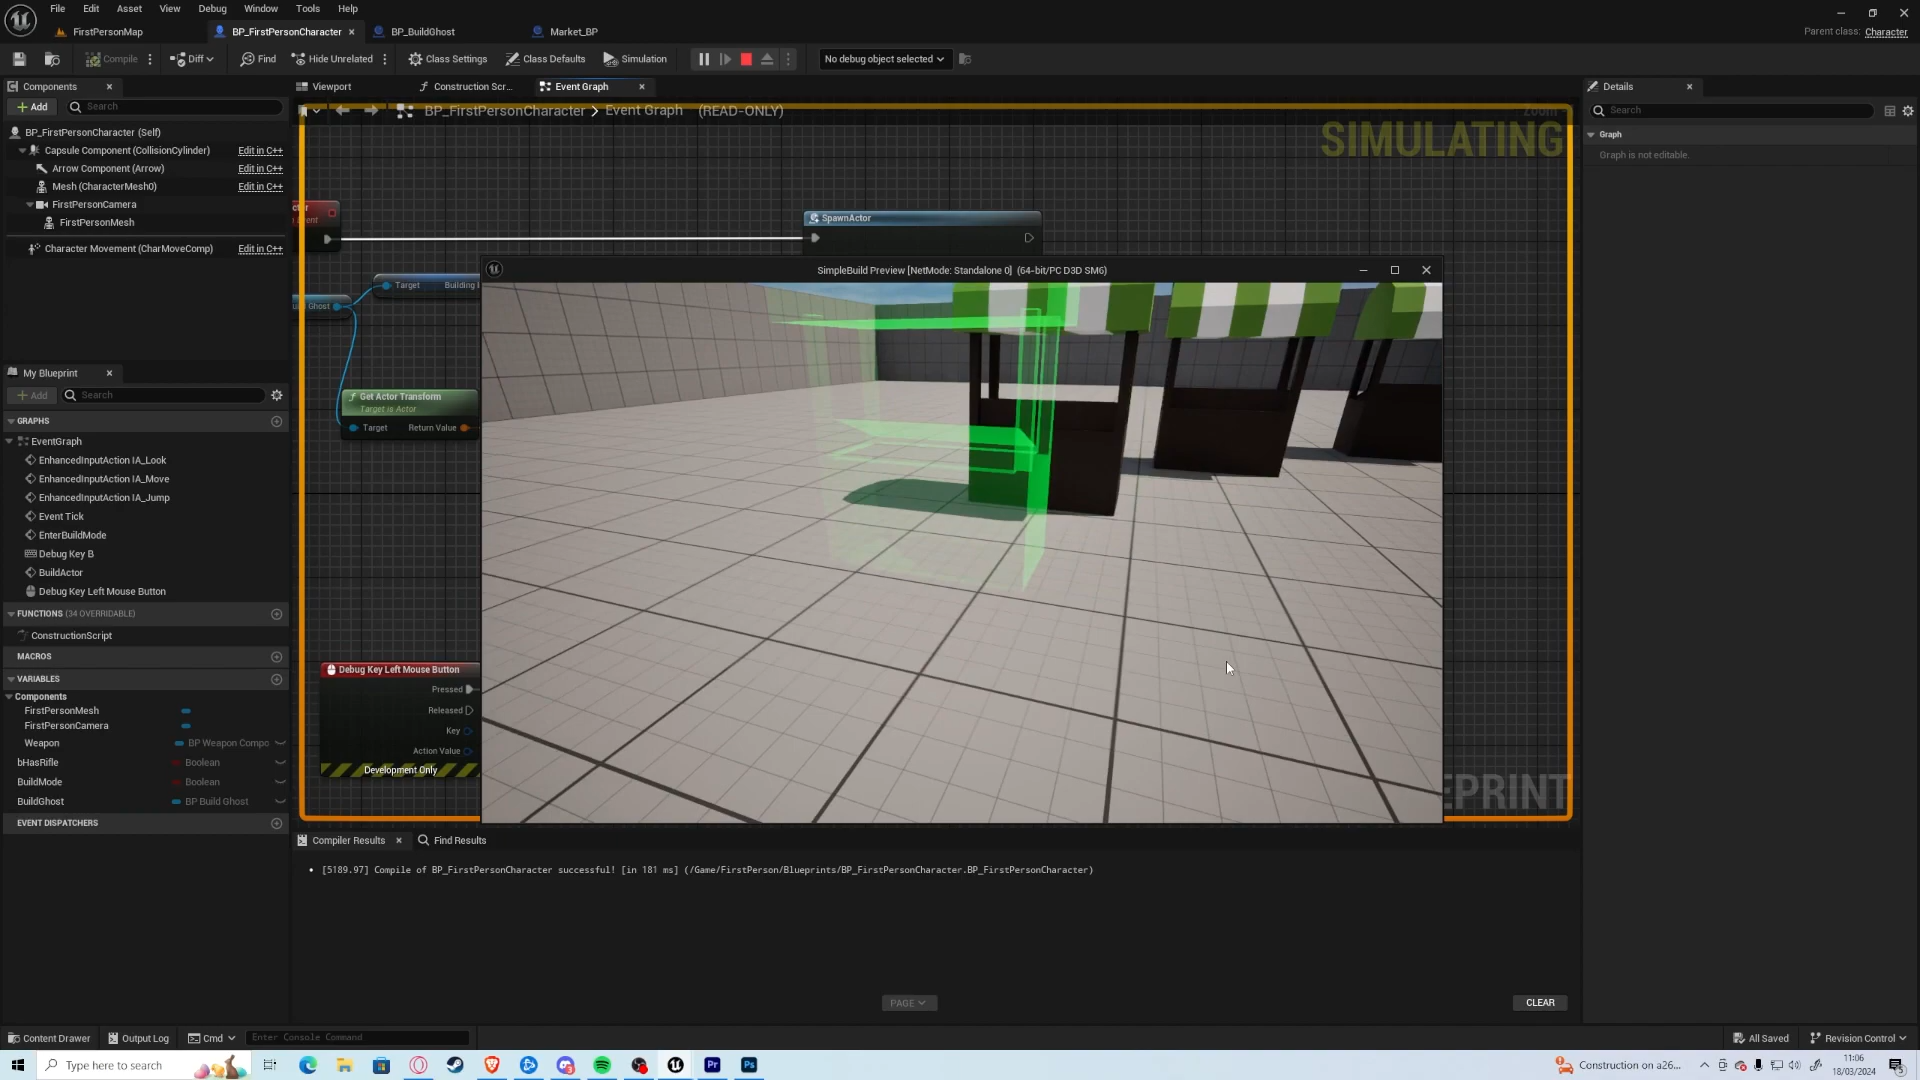 File Edit Asset View Debug Window Tools Help
FirstPersonMap BP_FirstPersonCharacter BP_BuildGhost Market_BP Parent class: Character
Compile Diff Find Hide Unrelated Class Settings Class Defaults Simulation No debug object selected
Components
Add Search
BP_FirstPersonCharacter (Self)
Capsule Component (CollisionCylinder) Edit in C++
Arrow Component (Arrow) Edit in C++
Mesh (CharacterMesh0) Edit in C++
FirstPersonCamera
FirstPersonMesh
Character Movement (CharMoveComp) Edit in C++
My Blueprint
Add Search
GRAPHS
EventGraph
EnhancedInputAction IA_Look
EnhancedInputAction IA_Move
EnhancedInputAction IA_Jump
Event Tick
EnterBuildMode
Debug Key B
BuildActor
Debug Key Left Mouse Button
FUNCTIONS (34 OVERRIDABLE)
ConstructionScript
MACROS
VARIABLES
Components
FirstPersonMesh
FirstPersonCamera
Weapon BP Weapon Compo
bHasRifle Boolean
BuildMode Boolean
BuildGhost BP Build Ghost
EVENT DISPATCHERS
Viewport Construction Scr... Event Graph
BP_FirstPersonCharacter > Event Graph (READ-ONLY)
Zoom
SIMULATING
SpawnActor
Target Building
Ghost
Get Actor Transform
Target is Actor
Target Return Value
SimpleBuild Preview [NetMode: Standalone 0] (64-bit/PC D3D SM6)
Debug Key Left Mouse Button
Pressed
Released
Key
Action Value
Development Only
EPRINT
Compiler Results Find Results
• [5189.97] Compile of BP_FirstPersonCharacter successful! [in 181 ms] (/Game/FirstPerson/Blueprints/BP_FirstPersonCharacter.BP_FirstPersonCharacter)
PAGE CLEAR
Details
Search
Graph
Graph is not editable.
Content Drawer Output Log Cmd Enter Console Command All Saved Revision Control
Type here to search Pr Ps Construction on a26... 11:06
18/03/2024